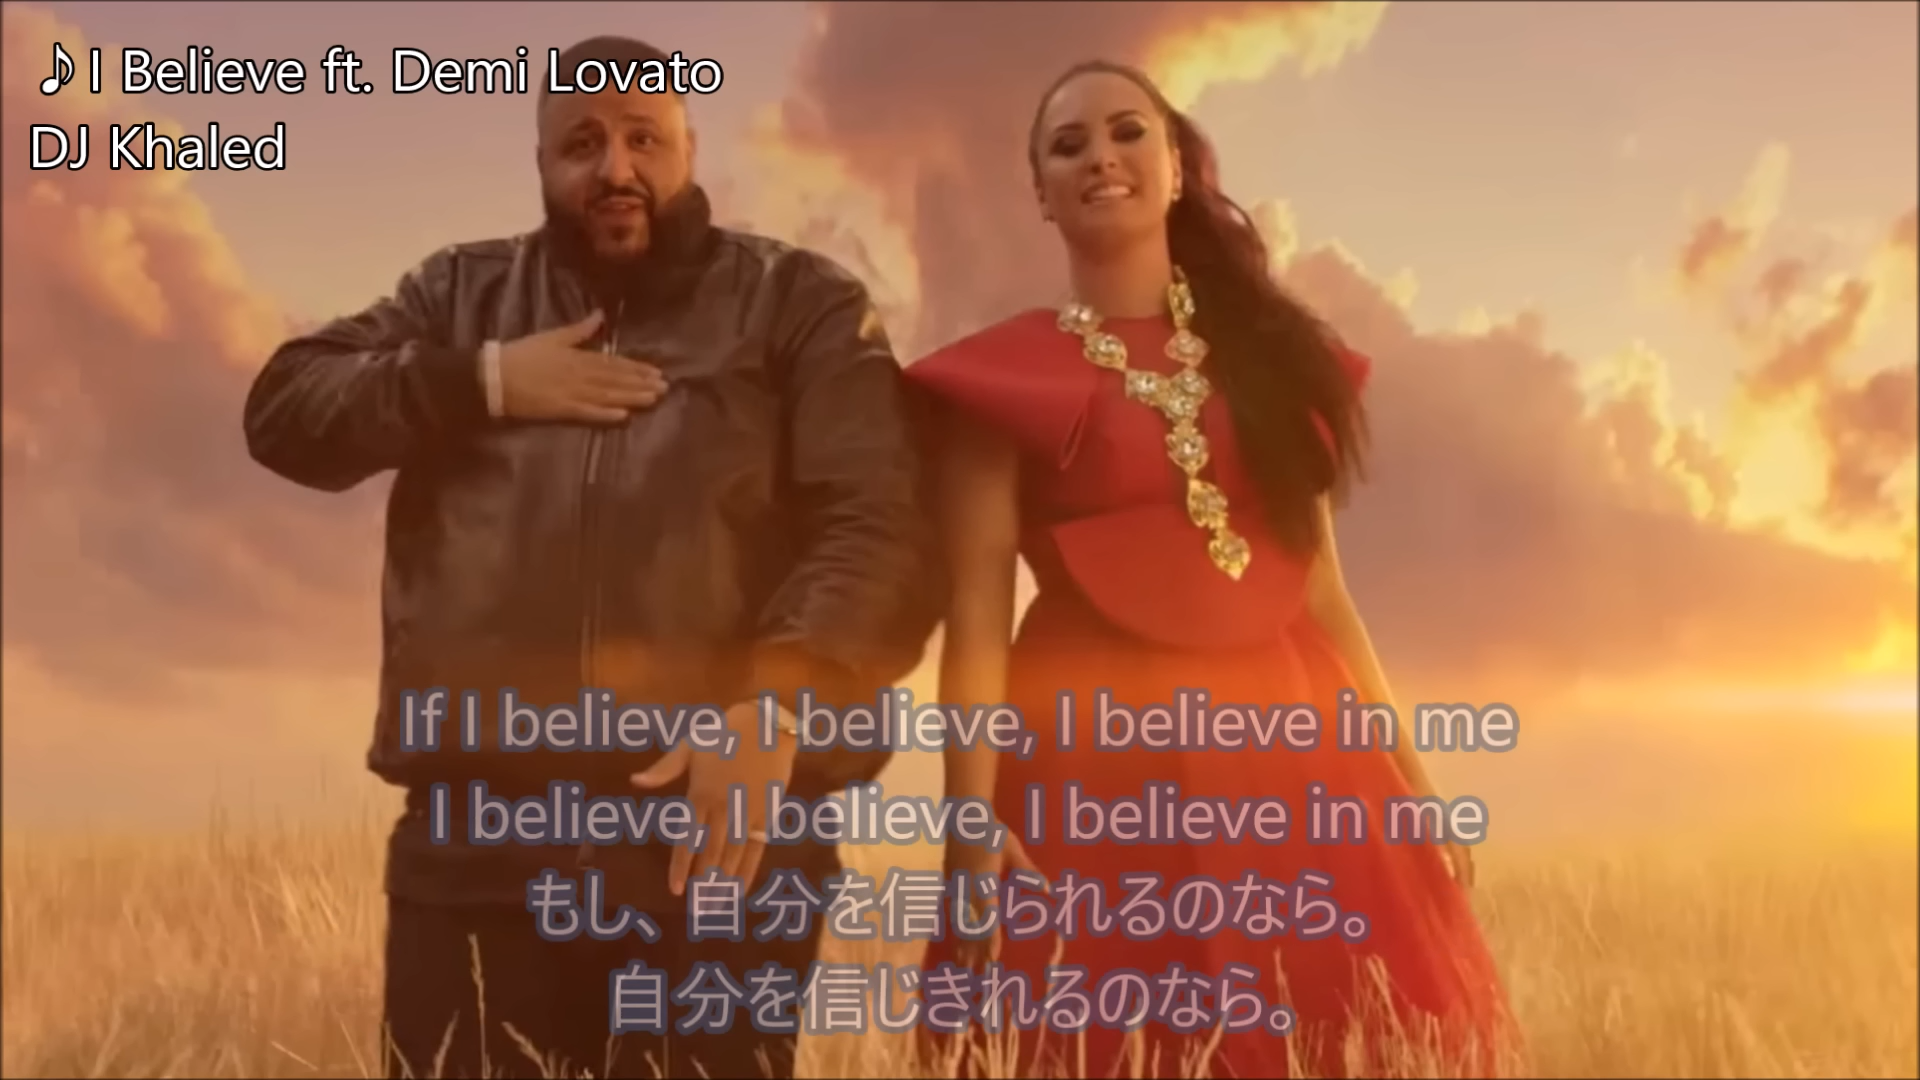 ♪I Believe ft. Demi Lovato
DJ Khaled
If I believe, I believe, I believe in me
I believe, I believe, I believe in me
もし、自分を信じられるのなら。
自分を信じきれるのなら。